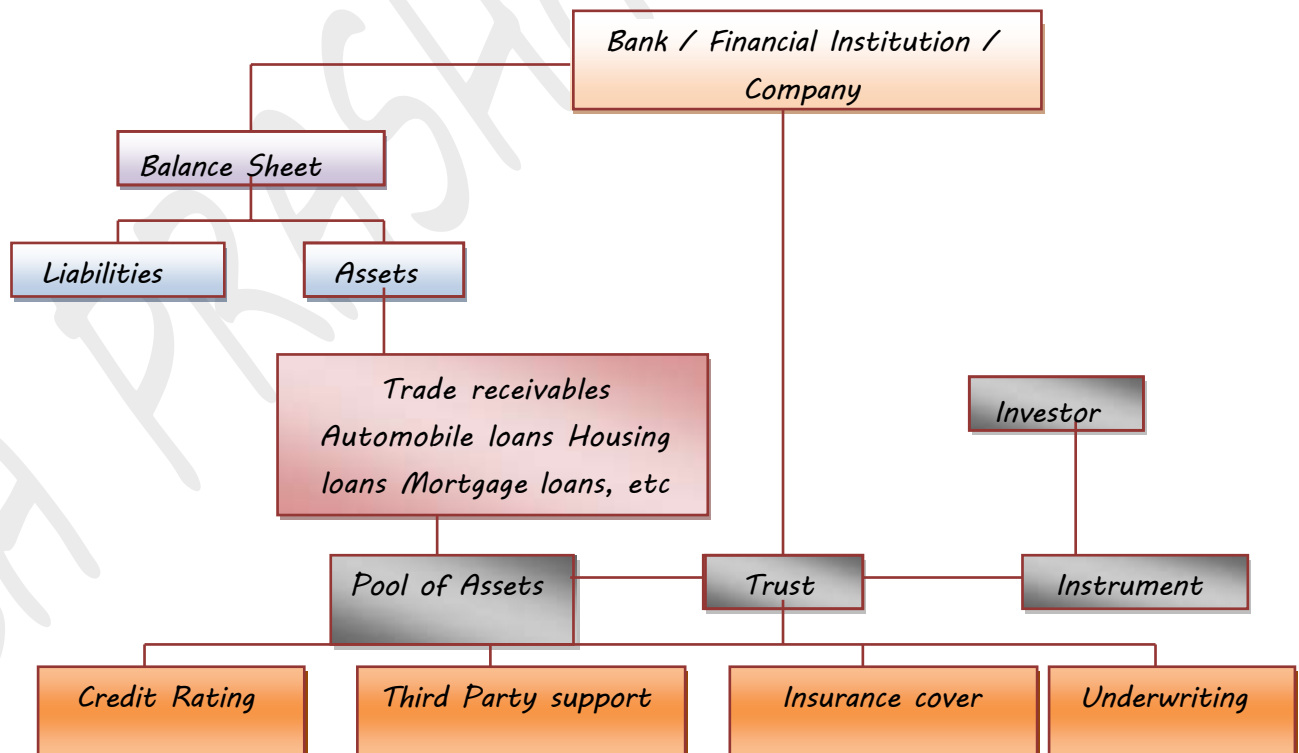 Bank / Financial Institution /
Company
Balance Sheet
Liabilities
Assets
Trade receivables
Automobile loans Housing
loans Mortgage loans, etc
Investor
Pool of Assets
Trust
Instrument
Credit Rating
Third Party support
Insurance cover
Underwriting